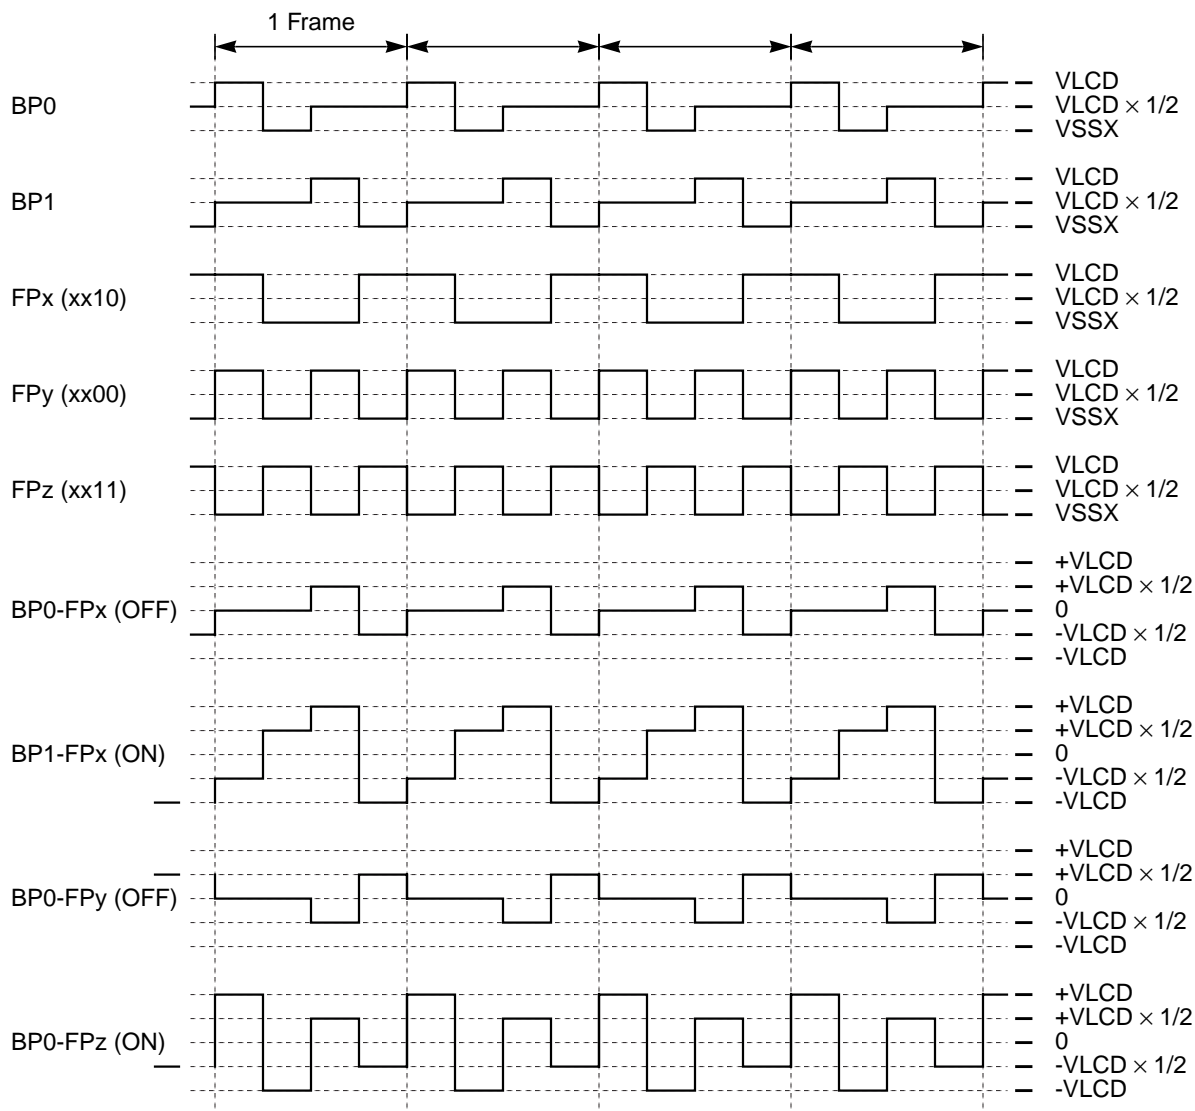 1 Frame
BP0
VLCD
VLCD × 1/2
VSSX
BP1
VLCD
VLCD × 1/2
VSSX
FPx (xx10)
VLCD
VLCD × 1/2
VSSX
FPy (xx00)
VLCD
VLCD × 1/2
VSSX
FPz (xx11)
VLCD
VLCD × 1/2
VSSX
BP0-FPx (OFF)
+VLCD
+VLCD × 1/2
0
-VLCD × 1/2
-VLCD
BP1-FPx (ON)
+VLCD
+VLCD × 1/2
0
-VLCD × 1/2
-VLCD
BP0-FPy (OFF)
+VLCD
+VLCD × 1/2
0
-VLCD × 1/2
-VLCD
BP0-FPz (ON)
+VLCD
+VLCD × 1/2
0
-VLCD × 1/2
-VLCD